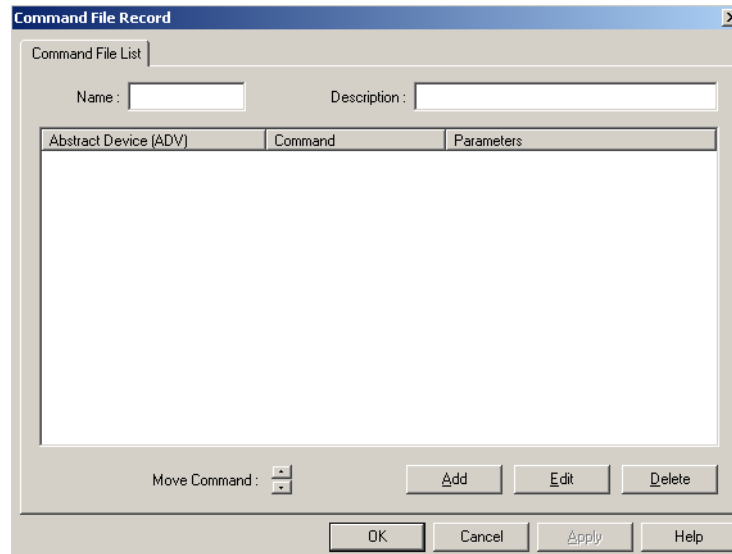 Command File Record
Command File List
Name : Description :
Abstract Device (ADV) Command Parameters
Move Command : Add Edit Delete
OK Cancel Apply Help